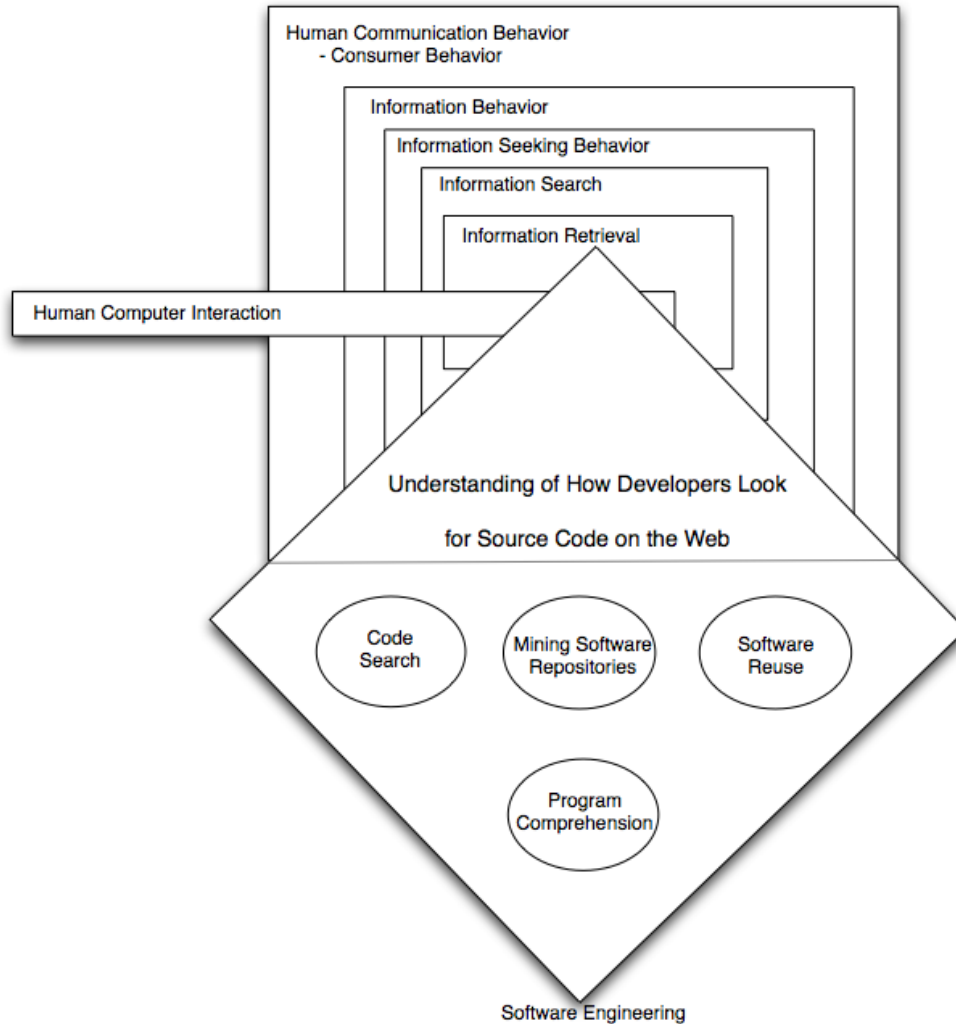 Human Communication Behavior
- Consumer Behavior
Information Behavior
Information Seeking Behavior
Information Search
Information Retrieval
Human Computer Interaction
Understanding of How Developers Look
for Source Code on the Web
Code
Search
Mining Software
Repositories
Software
Reuse
Program
Comprehension
Software Engineering